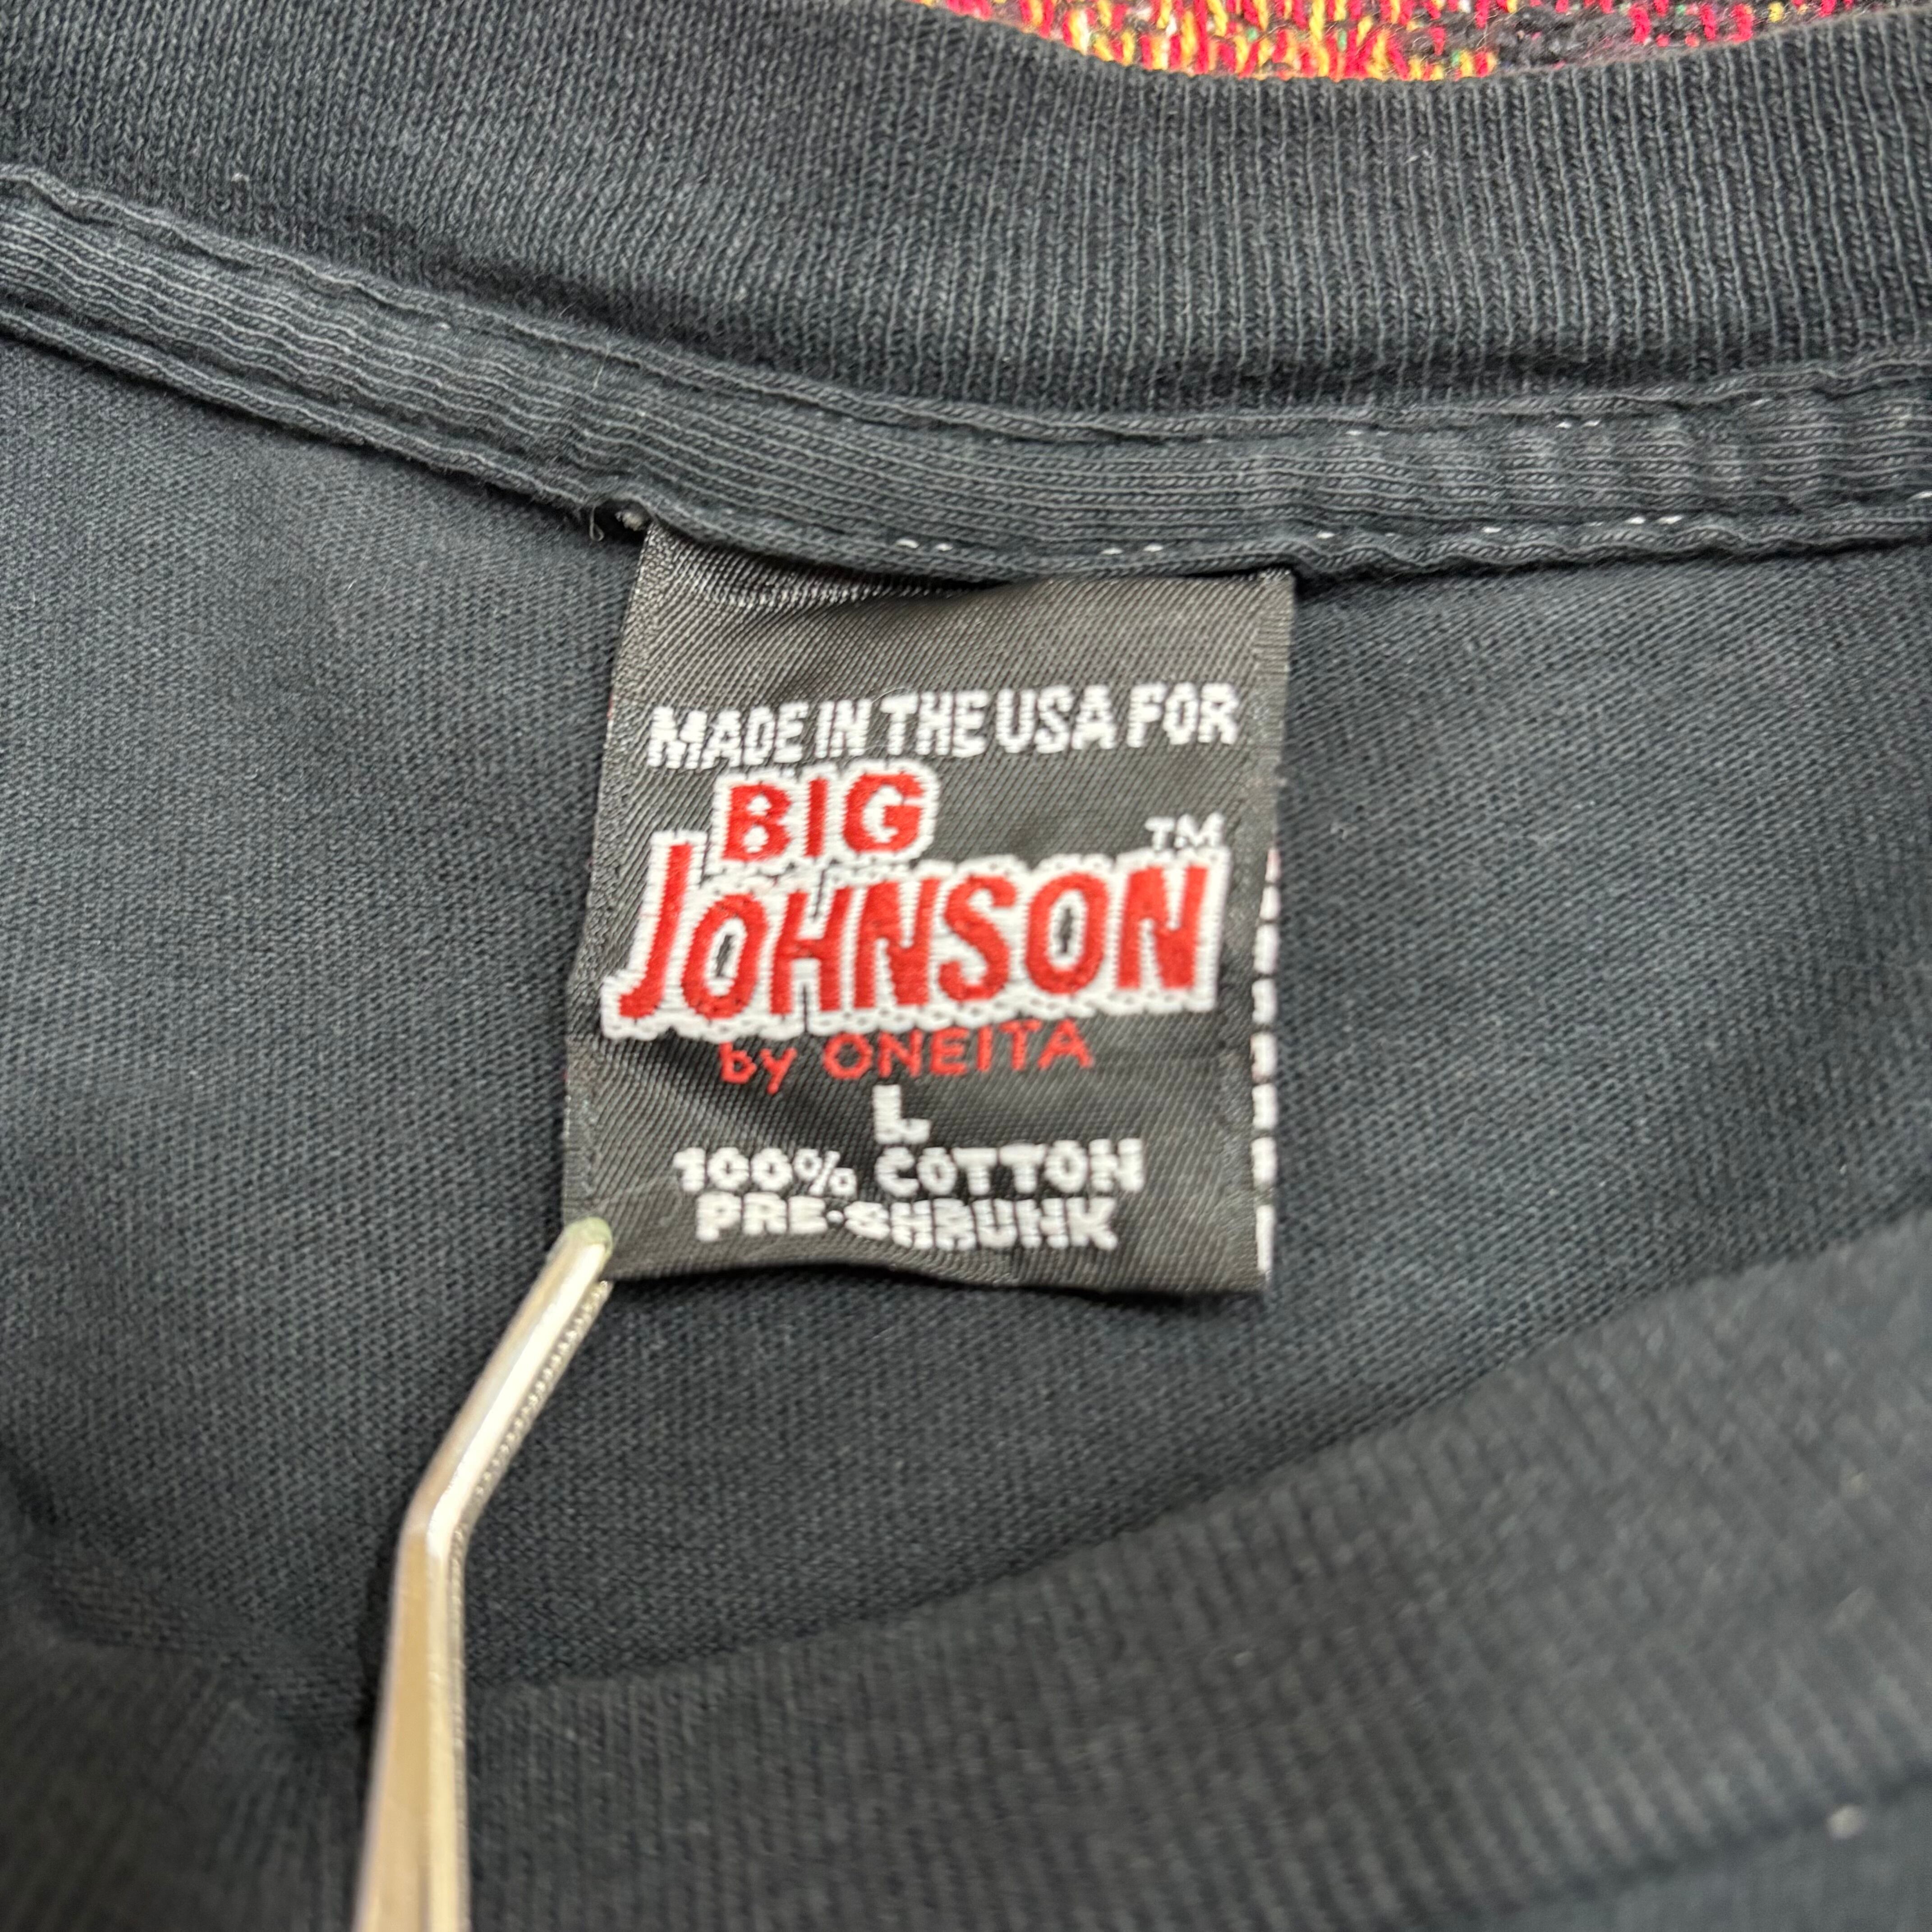 MADE IN THE USA FOR
BIG
JOHNSON™
by ONEITA
L
100% COTTON
PRE-SHRUNK